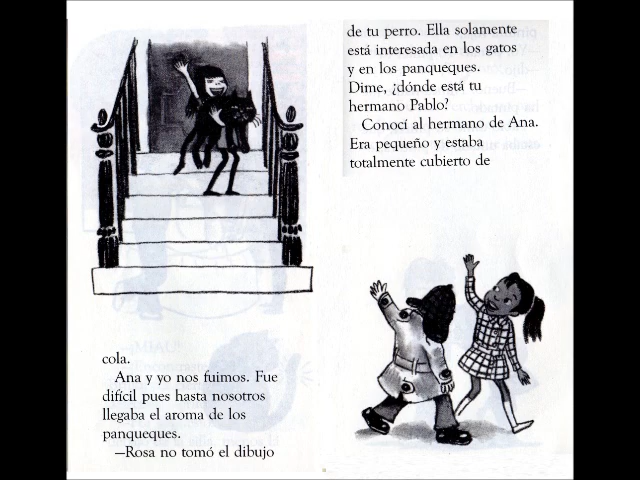 cola.
Ana y yo nos fuimos. Fue
difícil pues hasta nosotros
llegaba el aroma de los
panqueques.
—Rosa no tomó el dibujo
de tu perro. Ella solamente
está interesada en los gatos
y en los panqueques.
Dime, ¿dónde está tu
hermano Pablo?
Conocí al hermano de Ana.
Era pequeño y estaba
totalmente cubierto de